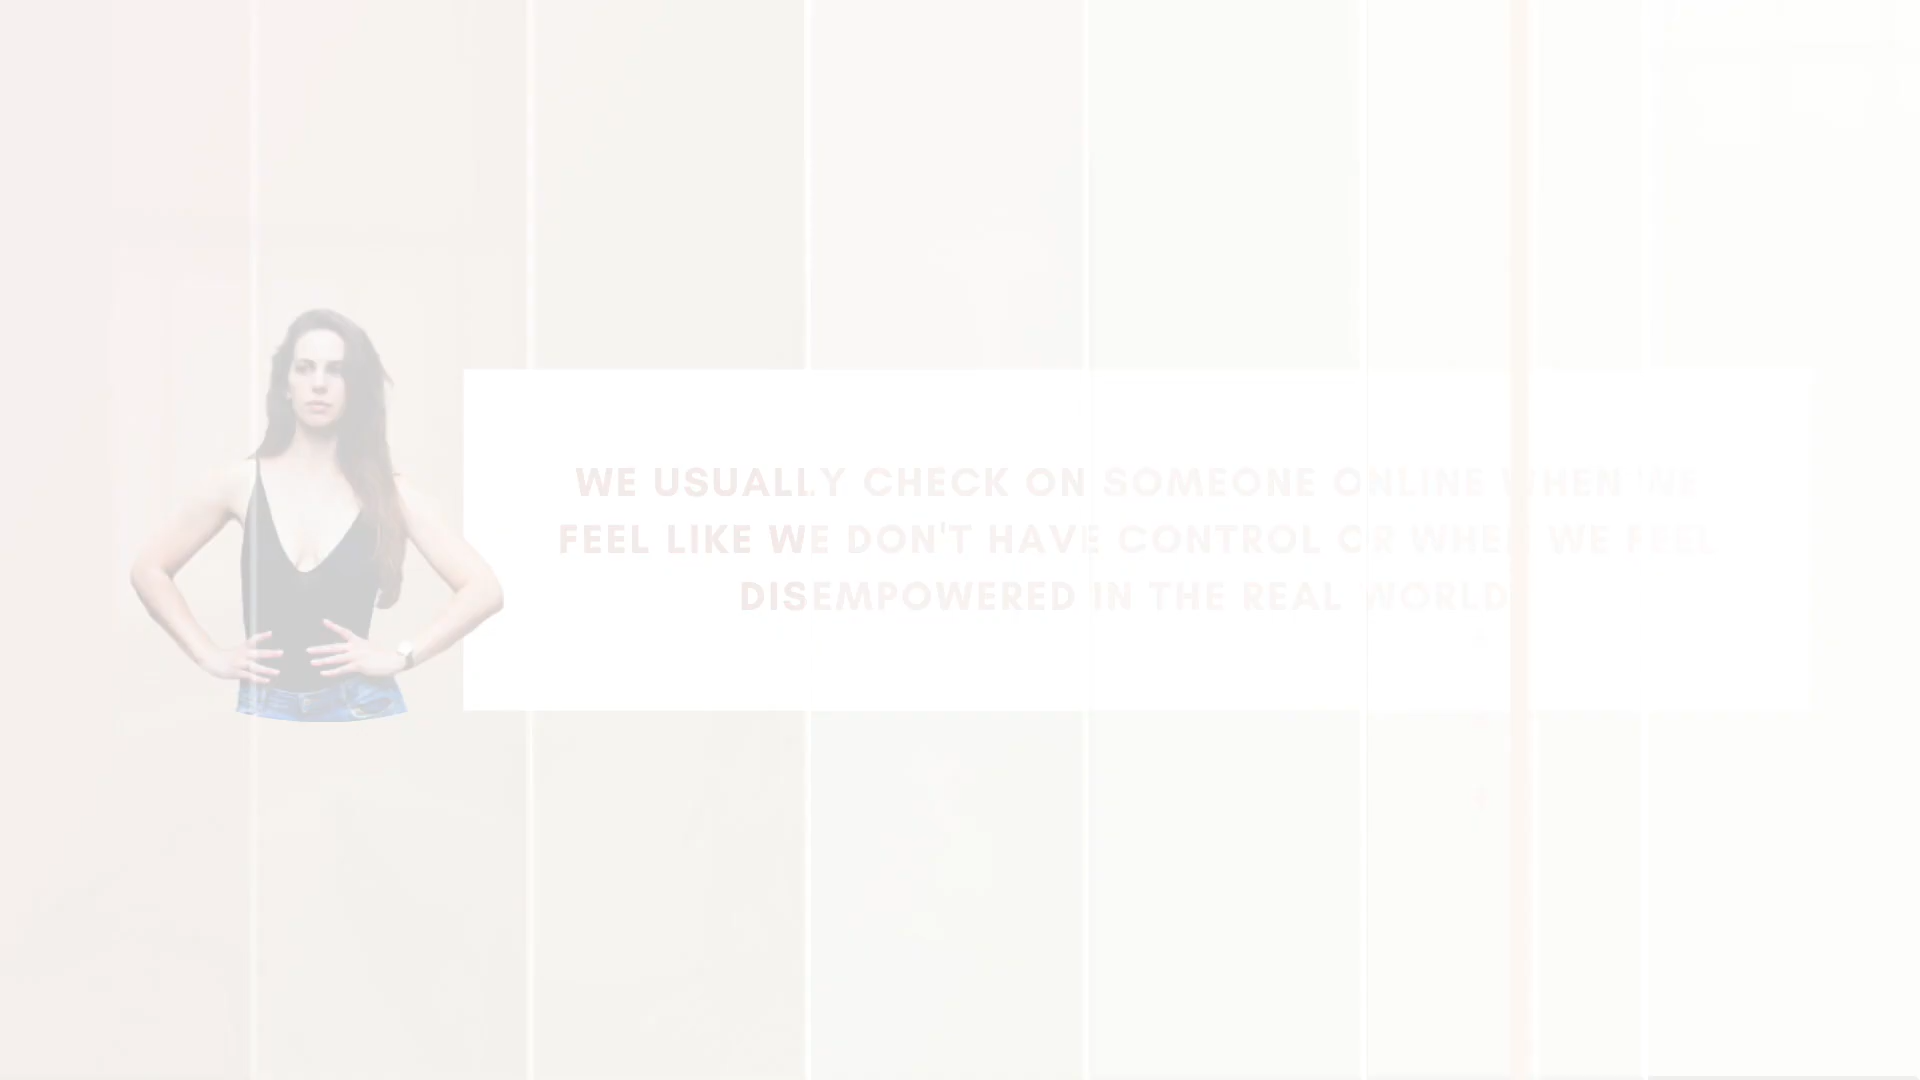 WE USUALLY CHECK ON SOMEONE ONLINE WHEN WE
FEEL LIKE WE DON'T HAVE CONTROL OR WHEN WE FEEL
DISEMPOWERED IN THE REAL WORLD